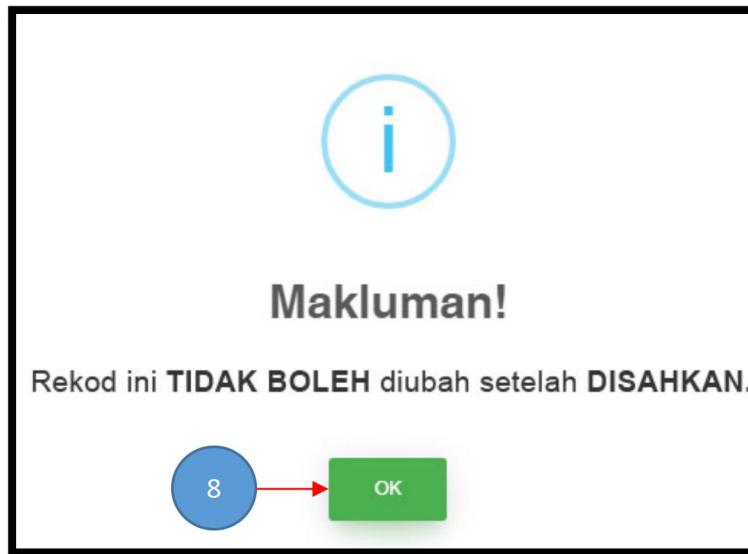 i
Makluman!
Rekod ini TIDAK BOLEH diubah setelah DISAHKAN.
8
OK